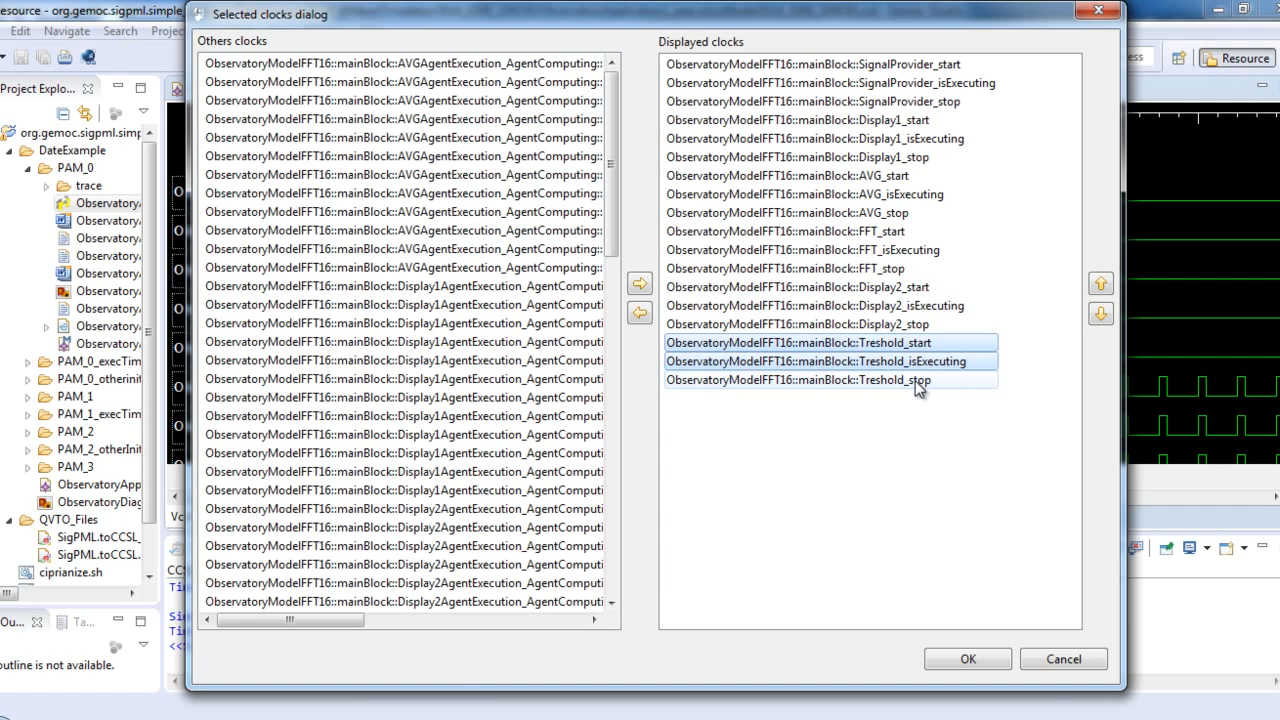 esource - org.gemoc.sigpml.simple
Edit Navigate Search Projec
Project Explo...
org.gemoc.sigpml.simple
DateExample
PAM_0
trace
Observatory
Observatory
Observatory
Observatory
Observatory
Observatory
Observatory
Observatory
Observatory
PAM_0_execTim
PAM_0_otherinit
PAM_1
PAM_1_execTim
PAM_2
PAM_2_otherInit
PAM_3
ObservatoryApp
ObservatoryDiag
QVTO_Files
SigPML.toCCSL_
SigPML.toCCSL.
ciprianize.sh
Ou...
Ta...
outline is not available.
Selected clocks dialog
Others clocks
ObservatoryModelFFT16::mainBlock::AVGAgentExecution_AgentComputing::
ObservatoryModelFFT16::mainBlock::AVGAgentExecution_AgentComputing::
ObservatoryModelFFT16::mainBlock::AVGAgentExecution_AgentComputing::
ObservatoryModelFFT16::mainBlock::AVGAgentExecution_AgentComputing::
ObservatoryModelFFT16::mainBlock::AVGAgentExecution_AgentComputing::
ObservatoryModelFFT16::mainBlock::AVGAgentExecution_AgentComputing::
ObservatoryModelFFT16::mainBlock::AVGAgentExecution_AgentComputing::
ObservatoryModelFFT16::mainBlock::AVGAgentExecution_AgentComputing::
ObservatoryModelFFT16::mainBlock::AVGAgentExecution_AgentComputing::
ObservatoryModelFFT16::mainBlock::AVGAgentExecution_AgentComputing::
ObservatoryModelFFT16::mainBlock::AVGAgentExecution_AgentComputing::
ObservatoryModelFFT16::mainBlock::AVGAgentExecution_AgentComputing::
ObservatoryModelFFT16::mainBlock::Display1AgentExecution_AgentComputi
ObservatoryModelFFT16::mainBlock::Display1AgentExecution_AgentComputi
ObservatoryModelFFT16::mainBlock::Display1AgentExecution_AgentComputi
ObservatoryModelFFT16::mainBlock::Display1AgentExecution_AgentComputi
ObservatoryModelFFT16::mainBlock::Display1AgentExecution_AgentComputi
ObservatoryModelFFT16::mainBlock::Display1AgentExecution_AgentComputi
ObservatoryModelFFT16::mainBlock::Display1AgentExecution_AgentComputi
ObservatoryModelFFT16::mainBlock::Display1AgentExecution_AgentComputi
ObservatoryModelFFT16::mainBlock::Display1AgentExecution_AgentComputi
ObservatoryModelFFT16::mainBlock::Display1AgentExecution_AgentComputi
ObservatoryModelFFT16::mainBlock::Display1AgentExecution_AgentComputi
ObservatoryModelFFT16::mainBlock::Display1AgentExecution_AgentComputi
ObservatoryModelFFT16::mainBlock::Display2AgentExecution_AgentComputi
ObservatoryModelFFT16::mainBlock::Display2AgentExecution_AgentComputi
ObservatoryModelFFT16::mainBlock::Display2AgentExecution_AgentComputi
ObservatoryModelFFT16::mainBlock::Display2AgentExecution_AgentComputi
ObservatoryModelFFT16::mainBlock::Display2AgentExecution_AgentComputi
ObservatoryModelFFT16::mainBlock::Display2AgentExecution_AgentComputi
Displayed clocks
ObservatoryModelFFT16::mainBlock::SignalProvider_start
ObservatoryModelFFT16::mainBlock::SignalProvider_isExecuting
ObservatoryModelFFT16::mainBlock::SignalProvider_stop
ObservatoryModelFFT16::mainBlock::Display1_start
ObservatoryModelFFT16::mainBlock::Display1_isExecuting
ObservatoryModelFFT16::mainBlock::Display1_stop
ObservatoryModelFFT16::mainBlock::AVG_start
ObservatoryModelFFT16::mainBlock::AVG_isExecuting
ObservatoryModelFFT16::mainBlock::AVG_stop
ObservatoryModelFFT16::mainBlock::FFT_start
ObservatoryModelFFT16::mainBlock::FFT_isExecuting
ObservatoryModelFFT16::mainBlock::FFT_stop
ObservatoryModelFFT16::mainBlock::Display2_start
ObservatoryModelFFT16::mainBlock::Display2_isExecuting
ObservatoryModelFFT16::mainBlock::Display2_stop
ObservatoryModelFFT16::mainBlock::Treshold_start
ObservatoryModelFFT16::mainBlock::Treshold_isExecuting
ObservatoryModelFFT16::mainBlock::Treshold_stop
OK
Cancel
ess
Resource